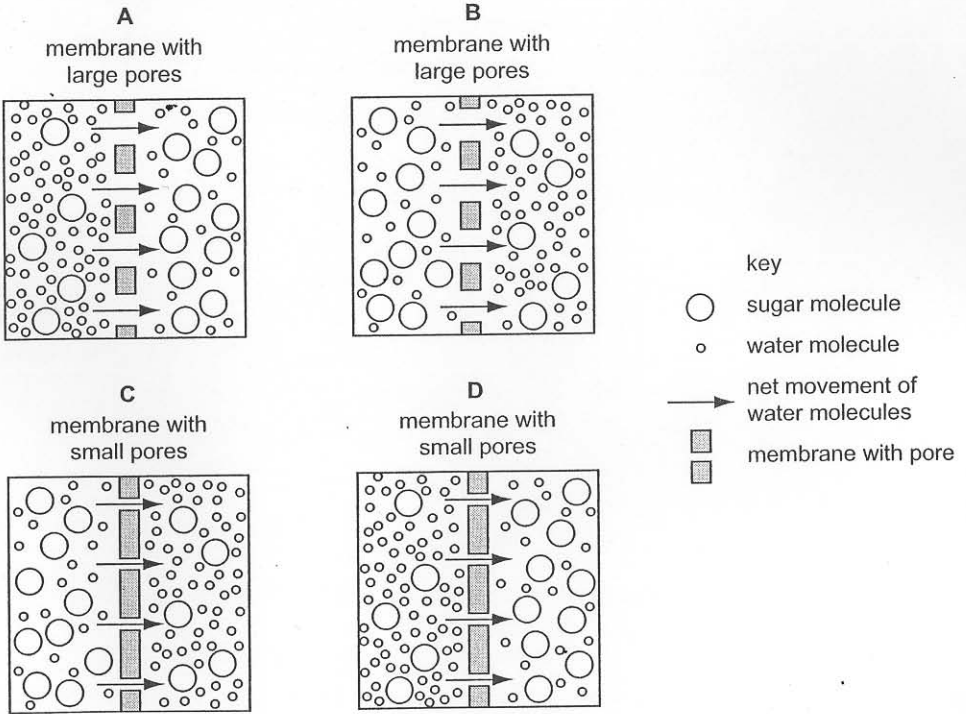 A
membrane with
large pores
B
membrane with
large pores
C
membrane with
small pores
D
membrane with
small pores
key
sugar molecule
water molecule
net movement of
water molecules
membrane with pore